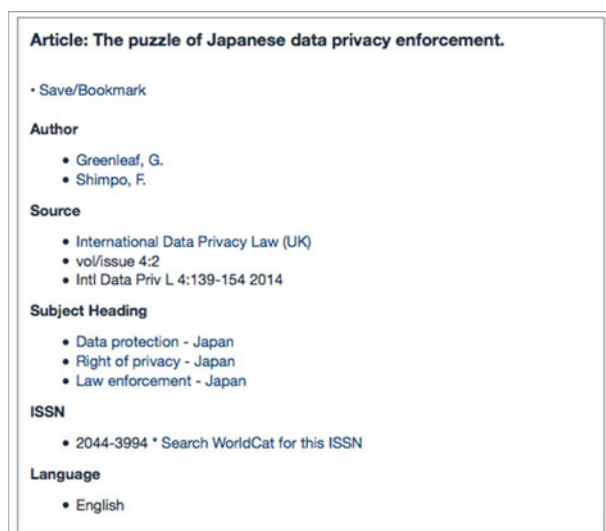 Article: The puzzle of Japanese data privacy enforcement.
• Save/Bookmark
Author
• Greenleaf, G.
• Shimpo, F.
Source
• International Data Privacy Law (UK)
• vol/issue 4:2
• Intl Data Priv L 4:139-154 2014
Subject Heading
• Data protection - Japan
• Right of privacy - Japan
• Law enforcement - Japan
ISSN
• 2044-3994 * Search WorldCat for this ISSN
Language
• English